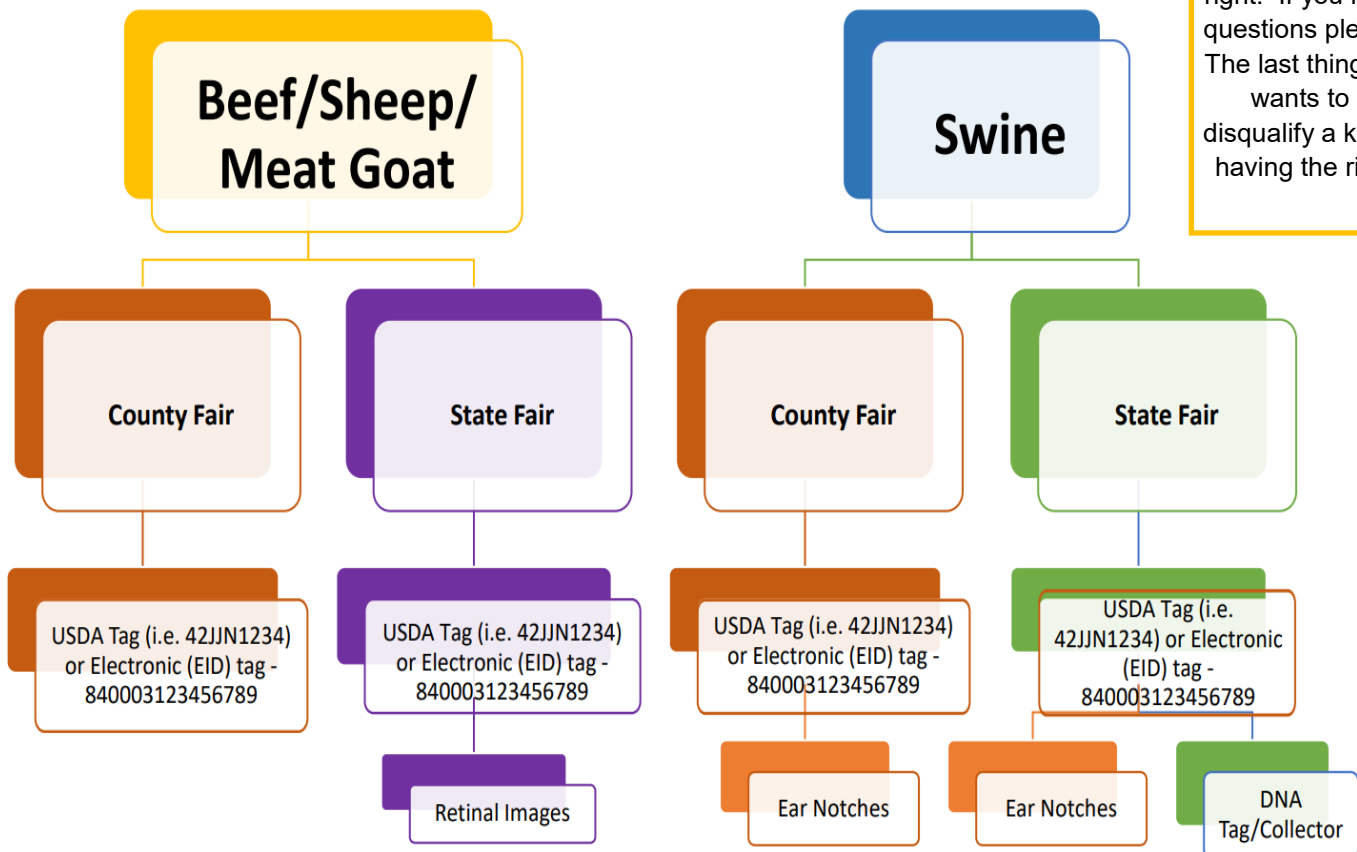 right. If you
questions
The last thing
wants to
disqualify a
having the
Beef/Sheep/
Meat Goat
Swine
County Fair
State Fair
County Fair
State Fair
USDA Tag (i.e. 42JJN1234)
or Electronic (EID) tag -
840003123456789
USDA Tag (i.e. 42JJN1234)
or Electronic (EID) tag -
840003123456789
USDA Tag (i.e. 42JJN1234)
or Electronic (EID) tag -
840003123456789
USDA Tag (i.e.
42JJN1234) or Electronic
(EID) tag -
840003123456789
Retinal Images
Ear Notches
Ear Notches
DNA
Tag/Collector